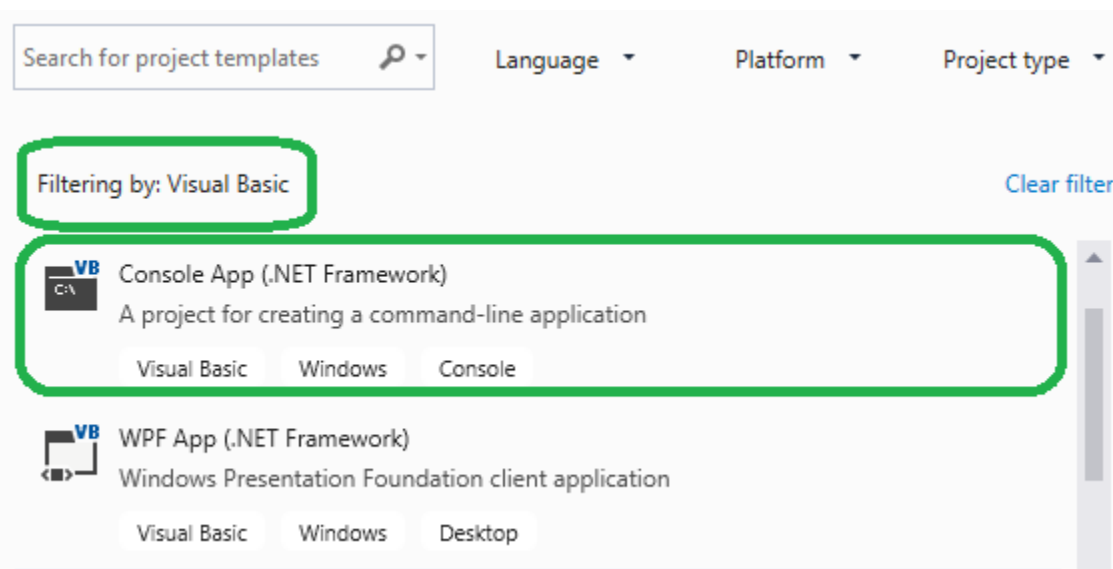 Search for project templates
Language
Platform
Project type
Filtering by: Visual Basic
Clear filter
VB
C:\
Console App (.NET Framework)
A project for creating a command-line application
Visual Basic
Windows
Console
VB
WPF App (.NET Framework)
Windows Presentation Foundation client application
Visual Basic
Windows
Desktop